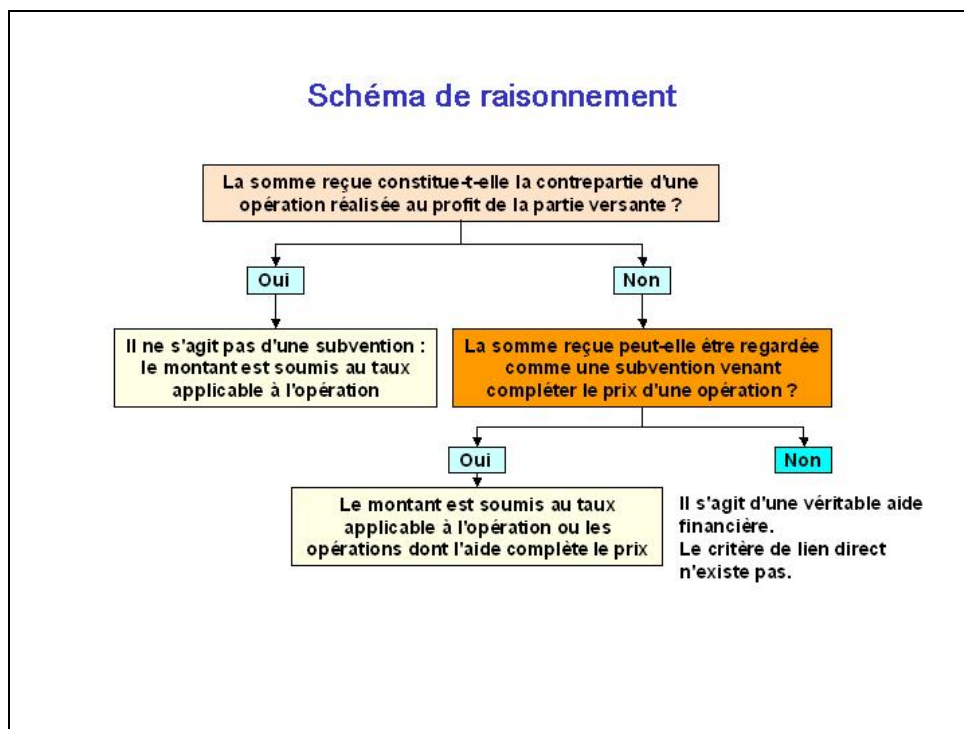 Schéma de raisonnement
La somme reçue constitue-t-elle la contrepartie d'une
opération réalisée au profit de la partie versante ?
Oui
Non
Il ne s'agit pas d'une subvention :
le montant est soumis au taux
applicable à l'opération
La somme reçue peut-elle être regardée
comme une subvention venant
compléter le prix d'une opération ?
Oui
Non
Le montant est soumis au taux
applicable à l'opération ou les
opérations dont l'aide complète le prix
Il s'agit d'une véritable aide
financière.
Le critère de lien direct
n'existe pas.